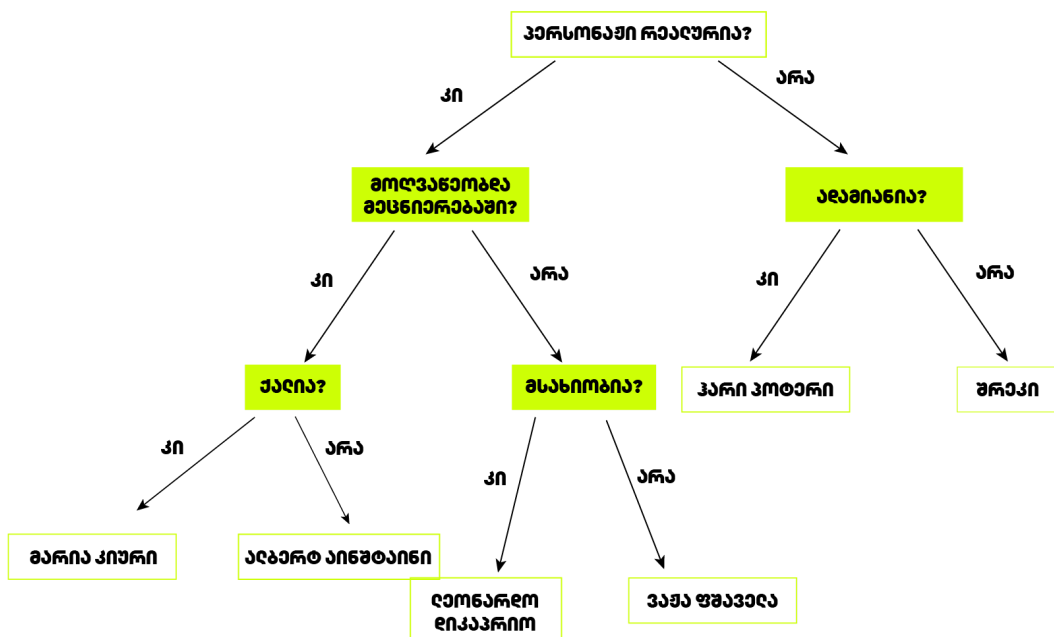 პერსონაჟი რეალურია?
კი
არა
მოღვაწეობდა
მეცნიერებაში?
ადამიანია?
კი
არა
კი
არა
ქალია?
მსახიობია?
ჰარი პოტერი
შრეკი
კი
არა
კი
არა
მარია კიური
ალბერტ აინშტაინი
ლეონარდო
დიკაპრიო
ვაჟა ფშაველა